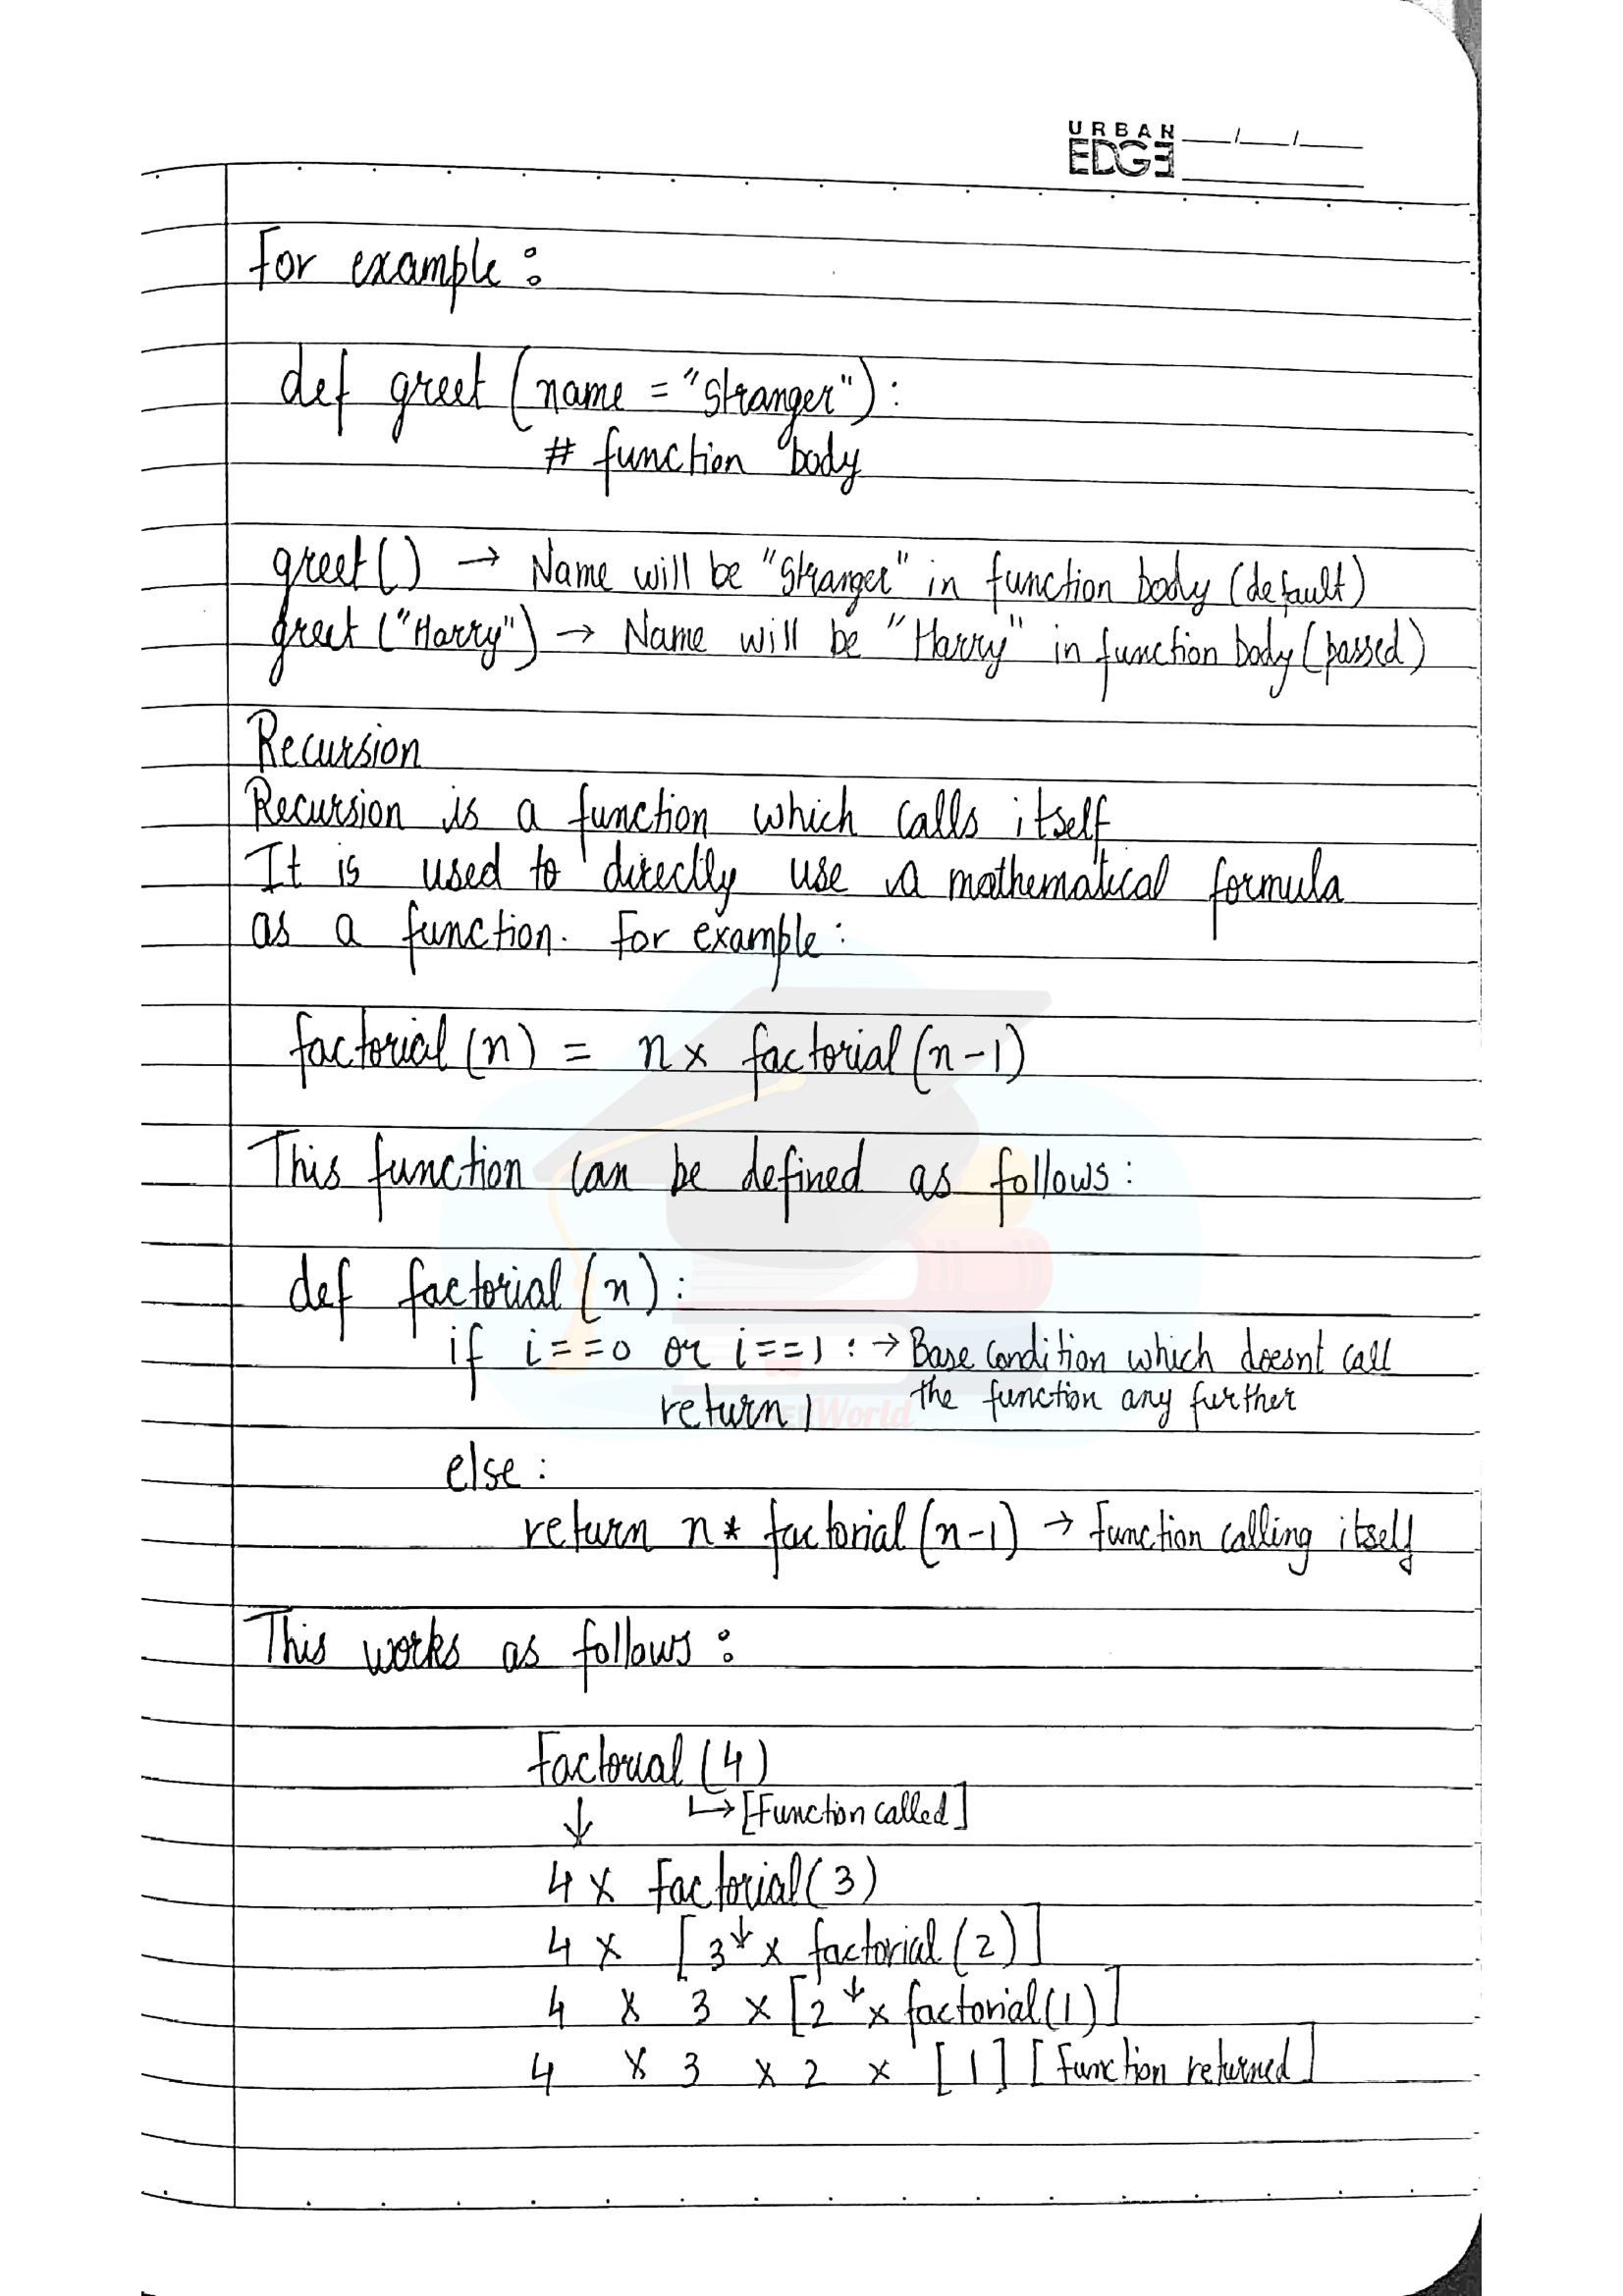 URBAN
EDGE
For example :
def greet (name = "Stranger") :
# function body
greet() → Name will be "Stranger" in function body (default)
greet ("Harry") → Name will be "Harry" in function body (passed)
Recursion
Recursion is a function which calls itself
It is used to directly use a mathematical formula
as a function. For example :
factorial (n) = n x factorial (n-1)
This function can be defined as follows :
def factorial (n) :
if i==0 or i==1 : → Base condition which doesnt call
return 1 the function any further
World
else :
return n * factorial (n-1) → Function calling itself
This works as follows :
Factorial (4)
↓ ↳ [Function called]
4 x Factorial (3)
4 x [3 ↓ x factorial (2)]
4 x 3 x [2 ↓ x factorial (1)]
4 x 3 x 2 x [1] [Function returned]